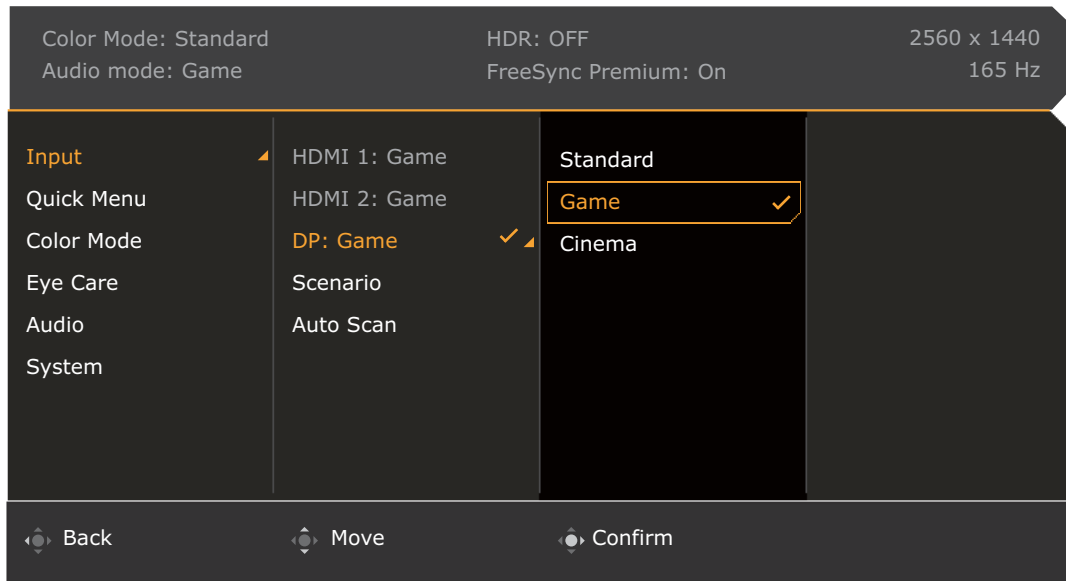 Color Mode: Standard
HDR: OFF
2560 x 1440
Audio mode: Game
FreeSync Premium: On
165 Hz
Input
Quick Menu
Color Mode
Eye Care
Audio
System
HDMI 1: Game
HDMI 2: Game
DP: Game
Scenario
Auto Scan
Standard
Game
Cinema
Back
Move
Confirm